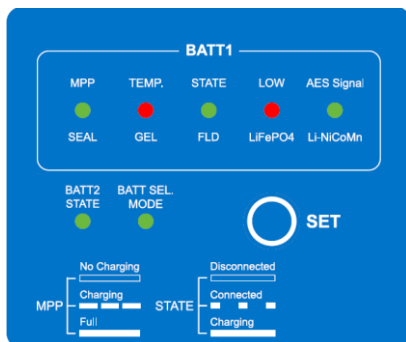 BATT1
MPP TEMP. STATE LOW AES Signal
SEAL GEL FLD LiFePO4 Li-NiCoMn
BATT2 STATE
BATT SEL. MODE
SET
MPP
No Charging
Charging
Full
STATE
Disconnected
Connected
Charging